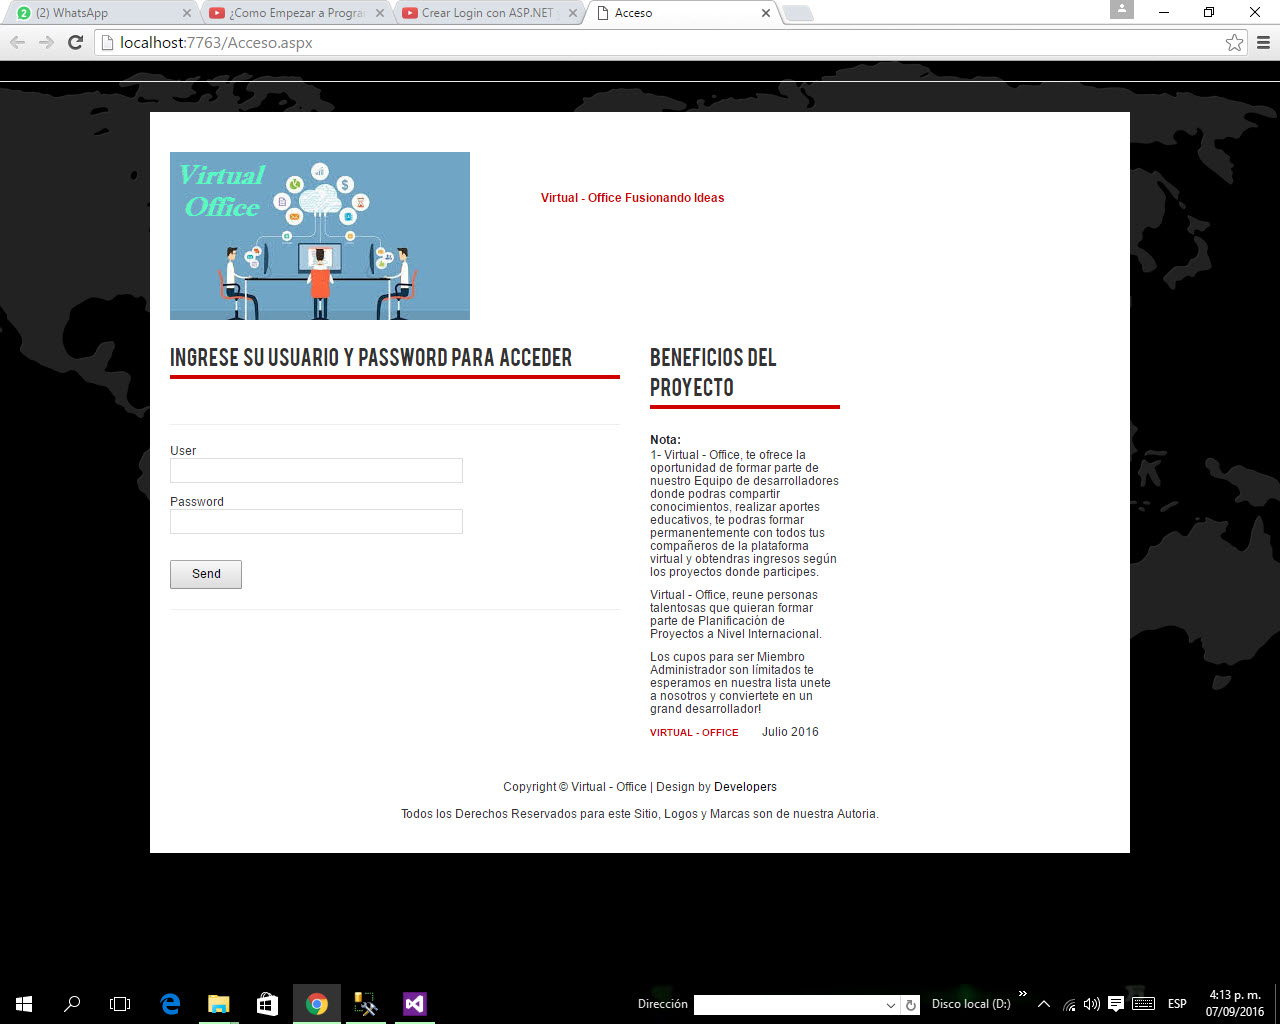 (2) WhatsApp
¿Como Empezar a Progra
Crear Login con ASP.NET
Acceso
localhost:7763/Acceso.aspx
Virtual
Office
Virtual - Office Fusionando Ideas
INGRESE SU USUARIO Y PASSWORD PARA ACCEDER
User
Password
Send
BENEFICIOS DEL
PROYECTO
Nota:
1- Virtual - Office, te ofrece la
oportunidad de formar parte de
nuestro Equipo de desarrolladores
donde podras compartir
conocimientos, realizar aportes
educativos, te podras formar
permanentemente con todos tus
compañeros de la plataforma
virtual y obtendras ingresos según
los proyectos donde participes.
Virtual - Office, reune personas
talentosas que quieran formar
parte de Planificación de
Proyectos a Nivel Internacional.
Los cupos para ser Miembro
Administrador son límitados te
esperamos en nuestra lista unete
a nosotros y conviertete en un
grand desarrollador!
VIRTUAL - OFFICE Julio 2016
Copyright © Virtual - Office | Design by Developers
Todos los Derechos Reservados para este Sitio, Logos y Marcas son de nuestra Autoria.
Dirección
Disco local (D:)
ESP
4:13 p. m.
07/09/2016